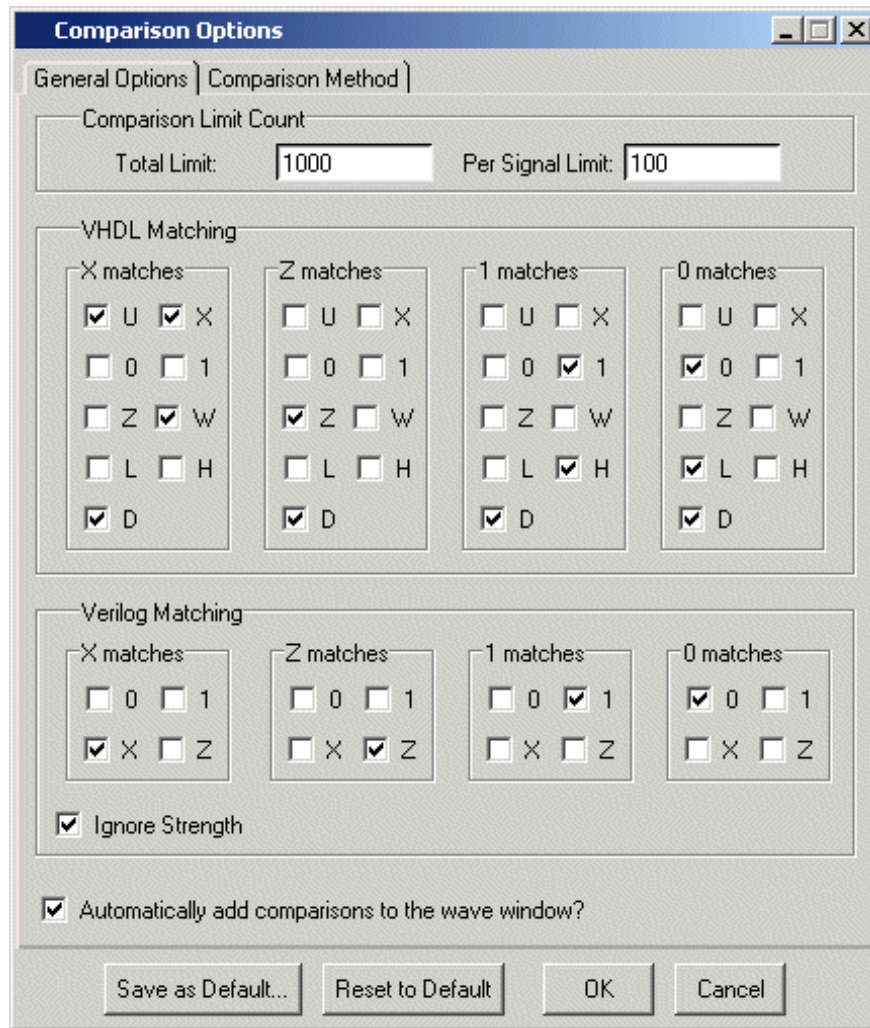 Comparison Options
General Options Comparison Method
Comparison Limit Count
Total Limit: 1000 Per Signal Limit: 100
VHDL Matching
X matches Z matches 1 matches 0 matches
U X U X U X U X
0 1 0 1 0 1 0 1
Z W Z W Z W Z W
L H L H L H L H
D D D D
Verilog Matching
X matches Z matches 1 matches 0 matches
0 1 0 1 0 1 0 1
X Z X Z X Z X Z
Ignore Strength
Automatically add comparisons to the wave window?
Save as Default... Reset to Default OK Cancel